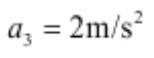 a₃ = 2m/s²